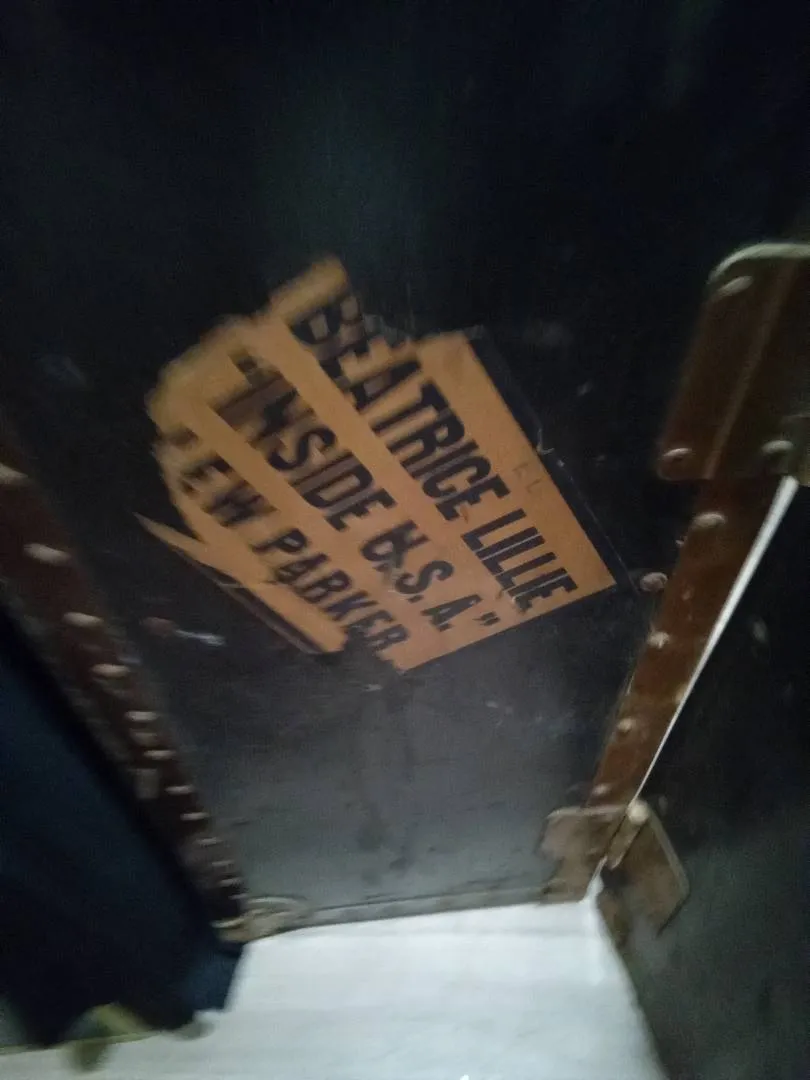 BEATRICE LILLIE
"INSIDE U.S.A."
LEW PARKER